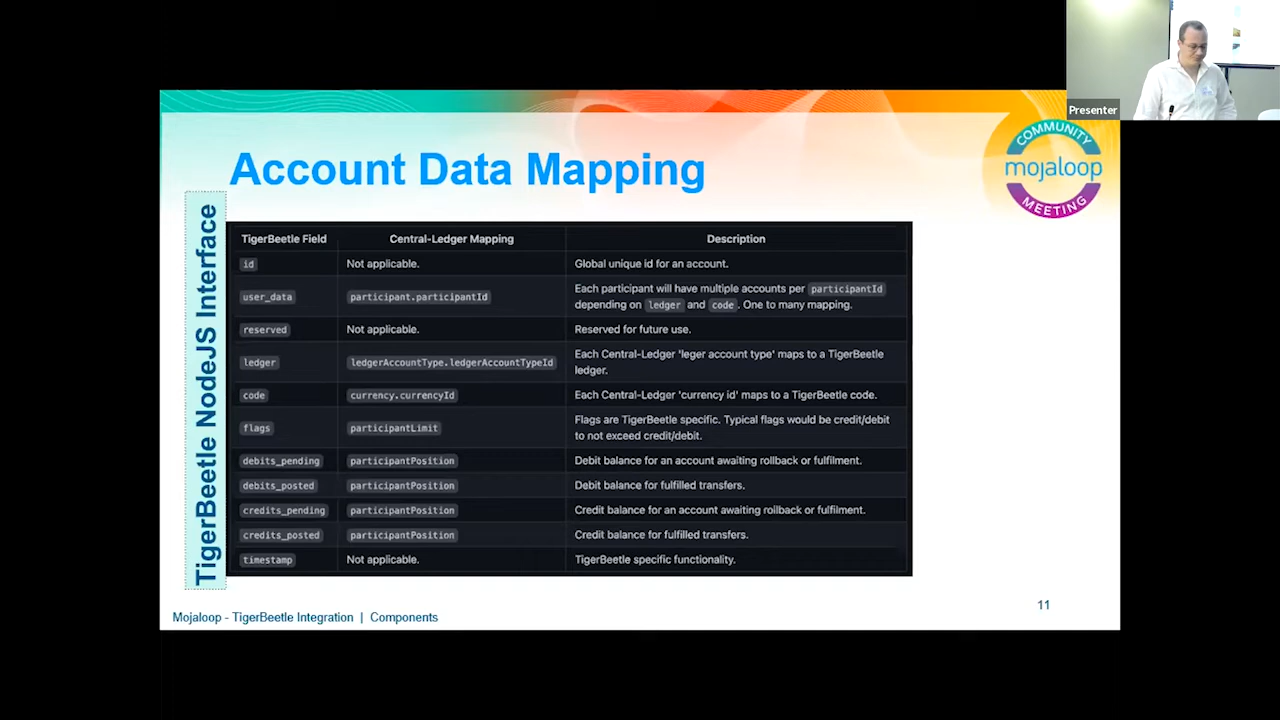 Presenter
COMMUNITY
mojaloop
MEETING
Account Data Mapping
TigerBeetle NodeJS Interface
TigerBeetle Field Central-Ledger Mapping Description
id Not applicable. Global unique id for an account.
user_data participant.participantId Each participant will have multiple accounts per participantId
depending on ledger and code. One to many mapping.
reserved Not applicable. Reserved for future use.
ledger ledgerAccountType.ledgerAccountTypeId Each Central-Ledger 'leger account type' maps to a TigerBeetle
ledger.
code currency.currencyId Each Central-Ledger 'currency id' maps to a TigerBeetle code.
flags participantLimit Flags are TigerBeetle specific. Typical flags would be credit/debit
to not exceed credit/debit.
debits_pending participantPosition Debit balance for an account awaiting rollback or fulfilment.
debits_posted participantPosition Debit balance for fulfilled transfers.
credits_pending participantPosition Credit balance for an account awaiting rollback or fulfilment.
credits_posted participantPosition Credit balance for fulfilled transfers.
timestamp Not applicable. TigerBeetle specific functionality.
11
Mojaloop - TigerBeetle Integration | Components